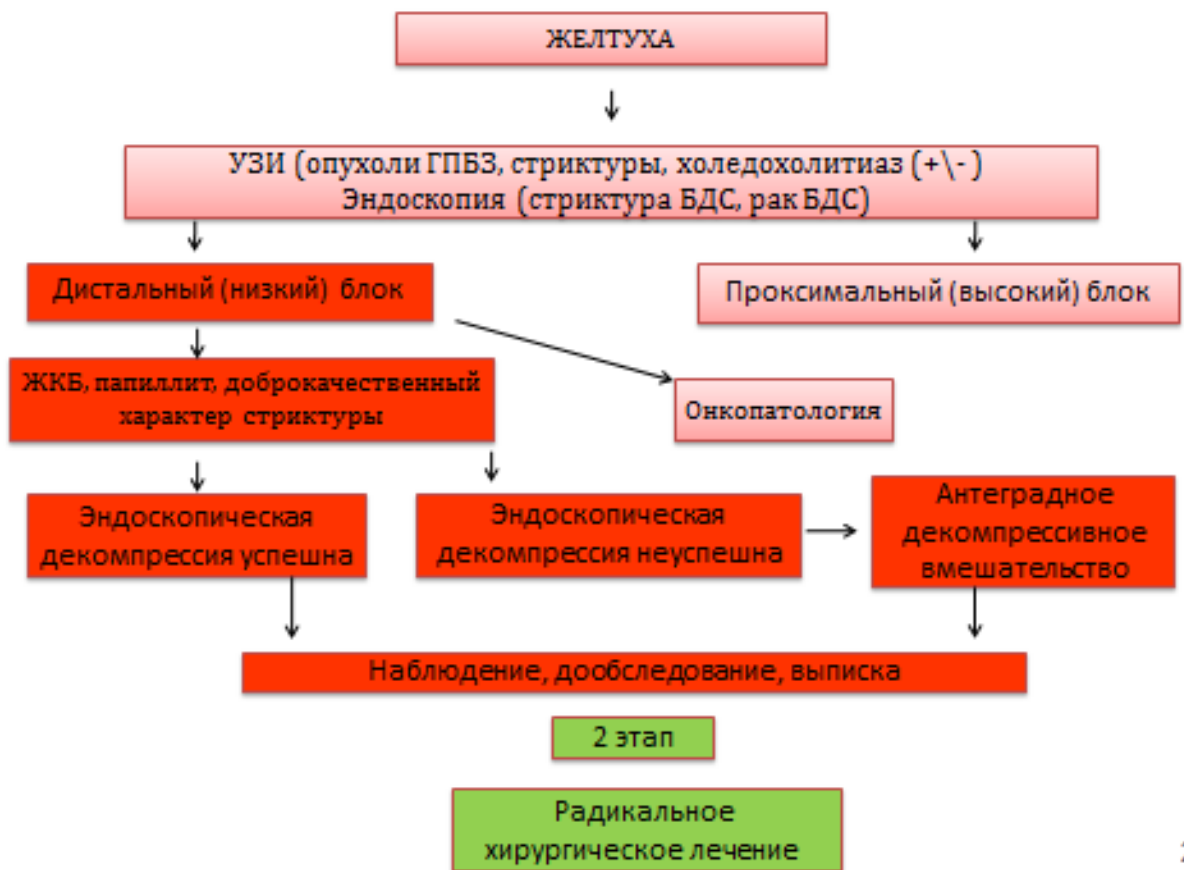 ЖЕЛТУХА
УЗИ (опухоли ГПБЗ, стриктуры, холедохолитиаз (+\- )
Эндоскопия (стриктура БДС, рак БДС)
Дистальный (низкий) блок
Проксимальный (высокий) блок
ЖКБ, папиллит, доброкачественный
характер стриктуры
Онкопатология
Эндоскопическая
декомпрессия успешна
Эндоскопическая
декомпрессия неуспешна
Антеградное
декомпрессивное
вмешательство
Наблюдение, дообследование, выписка
2 этап
Радикальное
хирургическое лечение